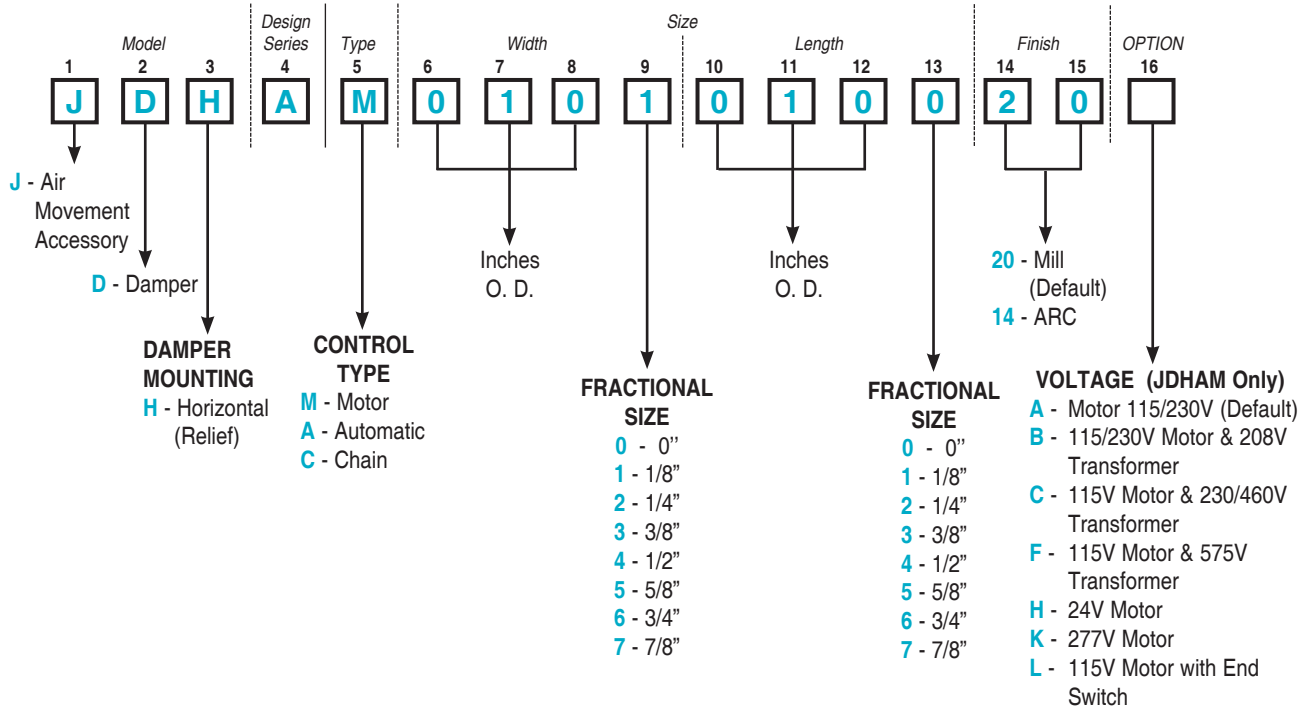 Size
Design
Model Series Type Width Length Finish OPTION
1 2 3 4 5 6 7 8 9 10 11 12 13 14 15 16
J D H A M 0 1 0 1 0 1 0 0 2 0
J - Air
Movement
Accessory
D - Damper
DAMPER
MOUNTING
H - Horizontal
(Relief)
CONTROL
TYPE
M - Motor
A - Automatic
C - Chain
Inches
O. D.
FRACTIONAL
SIZE
0 - 0’’
1 - 1/8”
2 - 1/4”
3 - 3/8”
4 - 1/2”
5 - 5/8”
6 - 3/4”
7 - 7/8”
Inches
O. D.
FRACTIONAL
SIZE
0 - 0”
1 - 1/8”
2 - 1/4”
3 - 3/8”
4 - 1/2”
5 - 5/8”
6 - 3/4”
7 - 7/8”
20 - Mill
(Default)
14 - ARC
VOLTAGE (JDHAM Only)
A - Motor 115/230V (Default)
B - 115/230V Motor & 208V
Transformer
C - 115V Motor & 230/460V
Transformer
F - 115V Motor & 575V
Transformer
H - 24V Motor
K - 277V Motor
L - 115V Motor with End
Switch